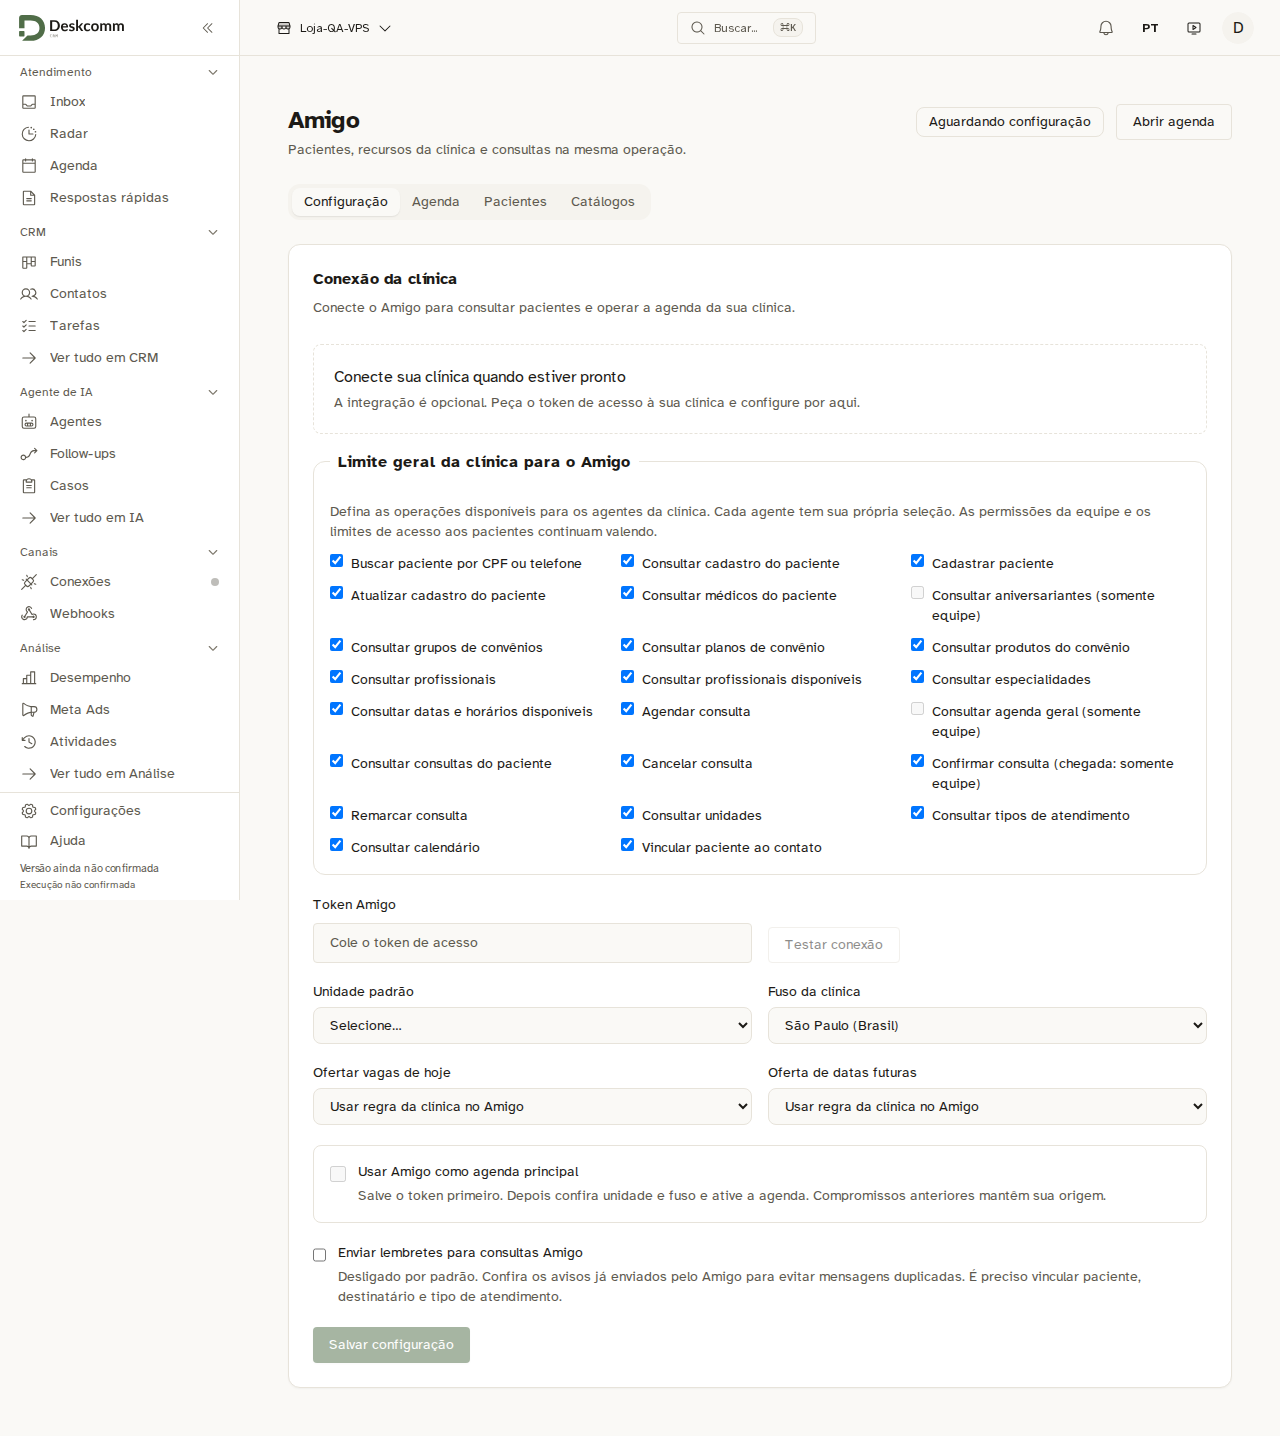 Deskcomm
Loja-QA-VPS
Buscar...
⌘K
PT
D
Atendimento
Inbox
Radar
Agenda
Respostas rápidas
CRM
Funis
Contatos
Tarefas
Ver tudo em CRM
Agente de IA
Agentes
Follow-ups
Casos
Ver tudo em IA
Canais
Conexões
Webhooks
Análise
Desempenho
Meta Ads
Atividades
Ver tudo em Análise
Configurações
Ajuda
Versão ainda não confirmada
Execução não confirmada
Amigo
Pacientes, recursos da clínica e consultas na mesma operação.
Aguardando configuração
Abrir agenda
Configuração
Agenda
Pacientes
Catálogos
Conexão da clínica
Conecte o Amigo para consultar pacientes e operar a agenda da sua clínica.
Conecte sua clínica quando estiver pronto
A integração é opcional. Peça o token de acesso à sua clínica e configure por aqui.
Limite geral da clínica para o Amigo
Defina as operações disponíveis para os agentes da clínica. Cada agente tem sua própria seleção. As permissões da equipe e os
limites de acesso aos pacientes continuam valendo.
Buscar paciente por CPF ou telefone
Consultar cadastro do paciente
Cadastrar paciente
Atualizar cadastro do paciente
Consultar médicos do paciente
Consultar aniversariantes (somente
equipe)
Consultar grupos de convênios
Consultar planos de convênio
Consultar produtos do convênio
Consultar profissionais
Consultar profissionais disponíveis
Consultar especialidades
Consultar datas e horários disponíveis
Agendar consulta
Consultar agenda geral (somente
equipe)
Consultar consultas do paciente
Cancelar consulta
Confirmar consulta (chegada: somente
equipe)
Remarcar consulta
Consultar unidades
Consultar tipos de atendimento
Consultar calendário
Vincular paciente ao contato
Token Amigo
Cole o token de acesso
Testar conexão
Unidade padrão
Fuso da clínica
Selecione...
São Paulo (Brasil)
Ofertar vagas de hoje
Oferta de datas futuras
Usar regra da clínica no Amigo
Usar regra da clínica no Amigo
Usar Amigo como agenda principal
Salve o token primeiro. Depois confira unidade e fuso e ative a agenda. Compromissos anteriores mantêm sua origem.
Enviar lembretes para consultas Amigo
Desligado por padrão. Confira os avisos já enviados pelo Amigo para evitar mensagens duplicadas. É preciso vincular paciente,
destinatário e tipo de atendimento.
Salvar configuração